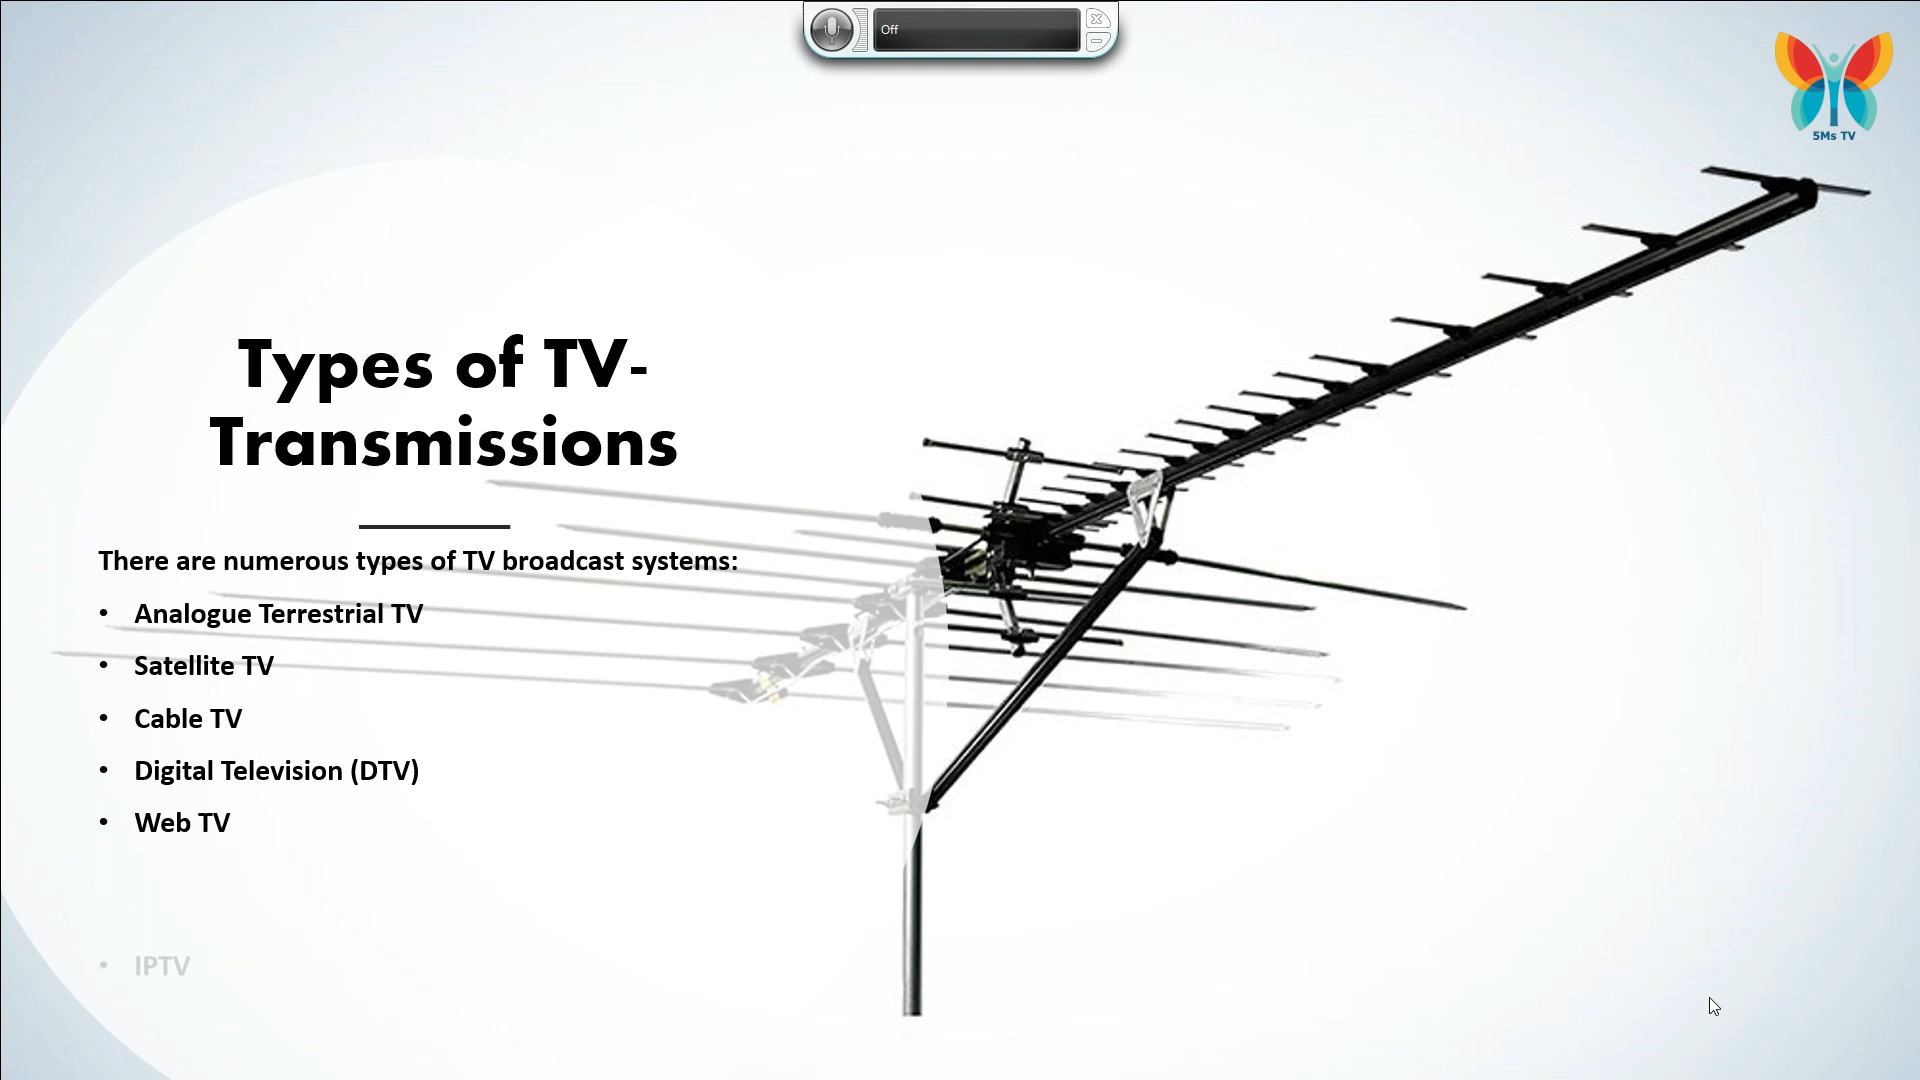 Off
5Ms TV
Types of TV-
Transmissions
There are numerous types of TV broadcast systems:
• Analogue Terrestrial TV
• Satellite TV
• Cable TV
• Digital Television (DTV)
• Web TV
• IPTV